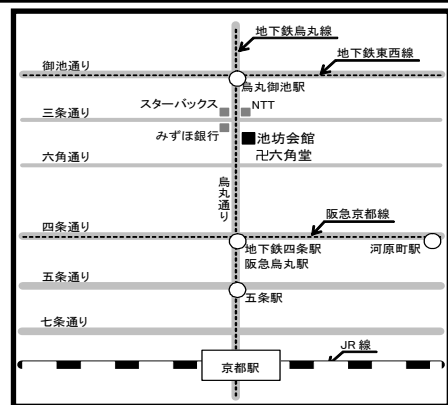 地下鉄烏丸線
地下鉄東西線
御池通り
烏丸御池駅
スターバックス
NTT
三条通り
みずほ銀行
池坊会館
卍六角堂
六角通り
烏丸通り
阪急京都線
四条通り
地下鉄四条駅
阪急烏丸駅
河原町駅
五条通り
五条駅
七条通り
JR線
京都駅